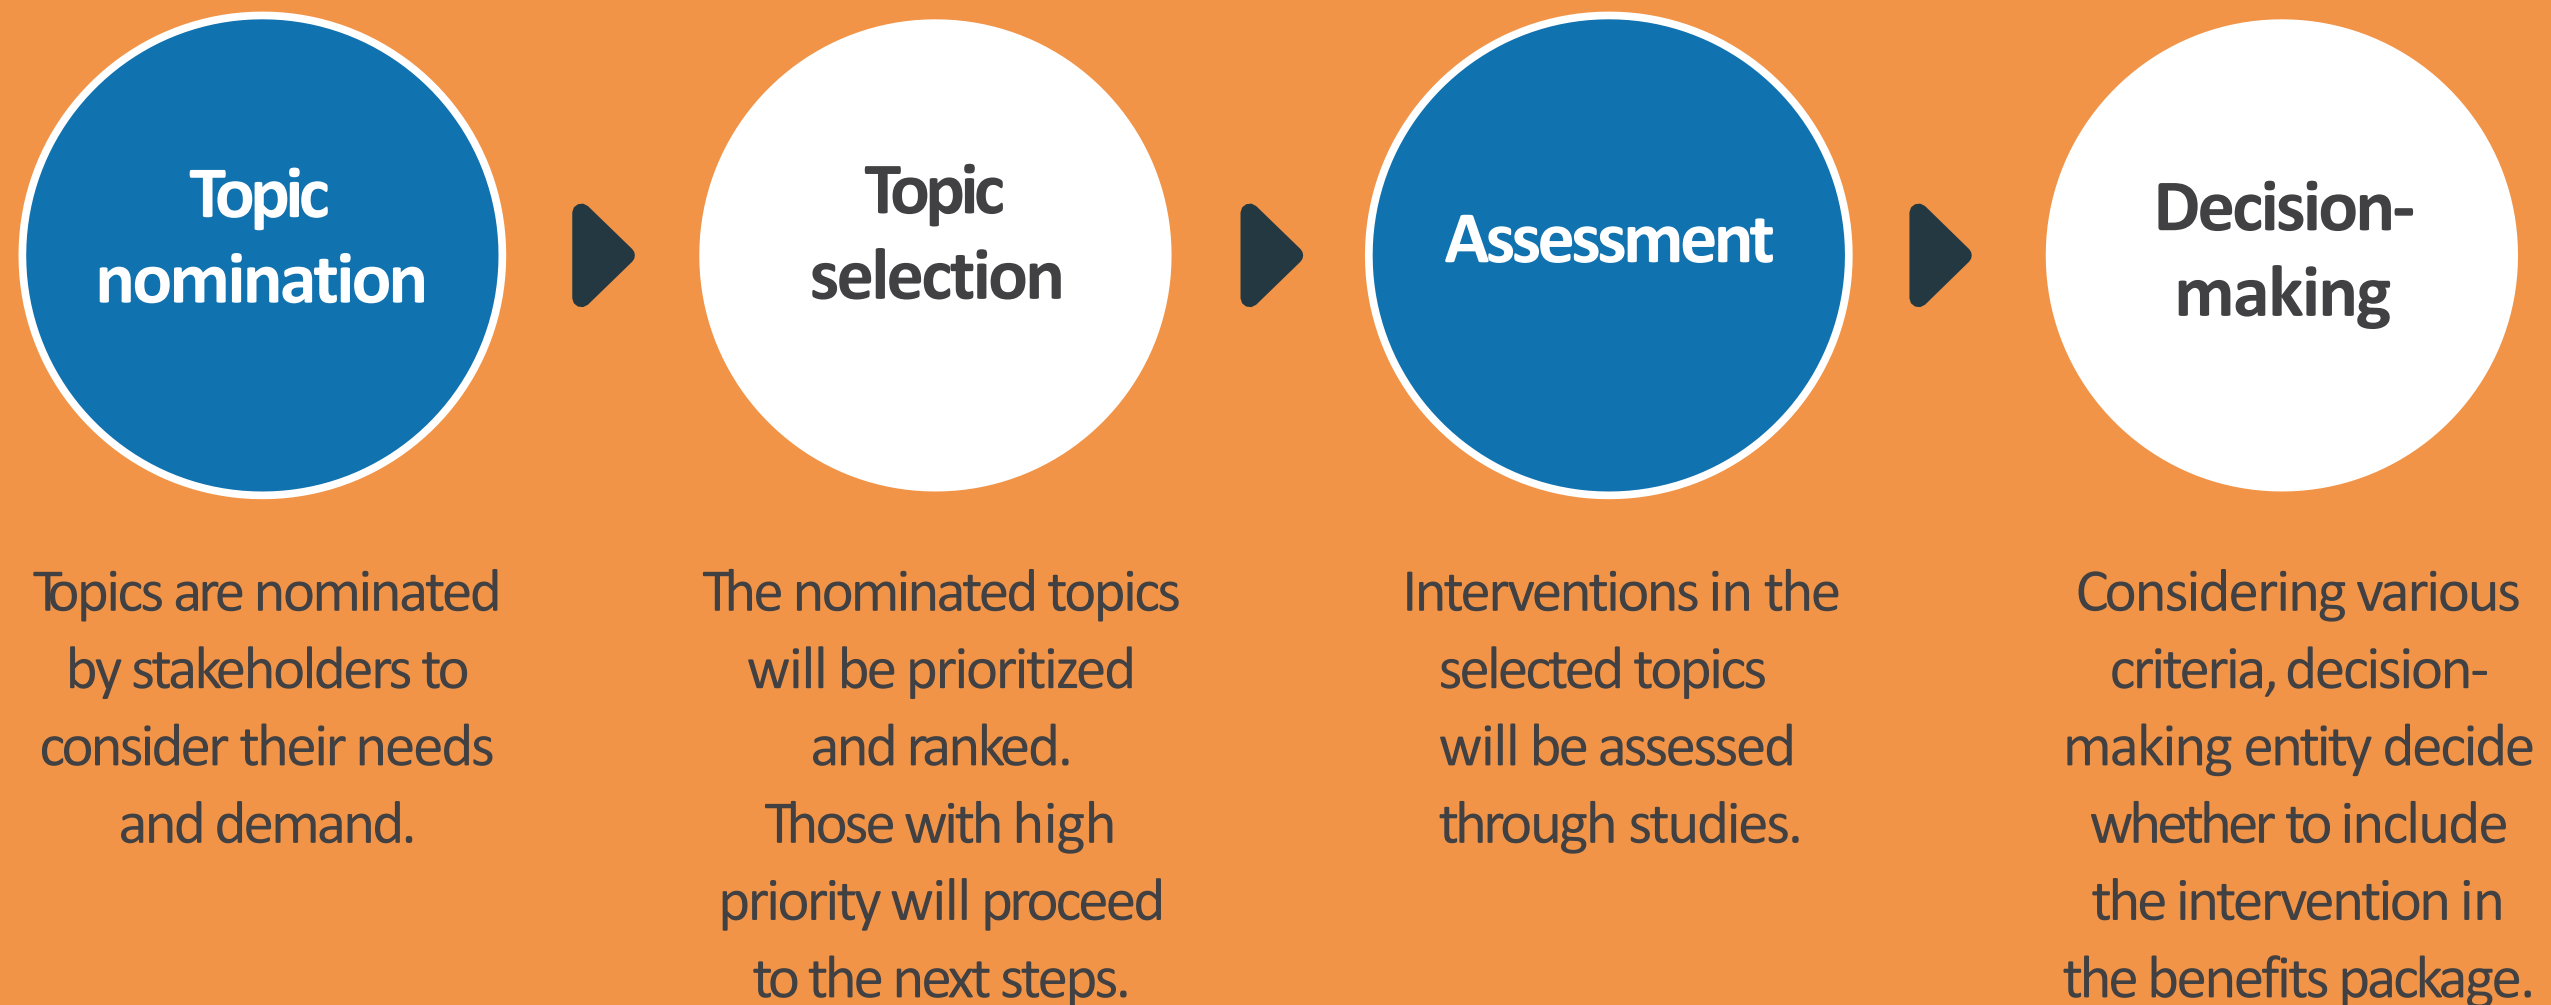 Topic
nomination
Topic
selection
Assessment
Decision-
making
Topics are nominated
by stakeholders to
consider their needs
and demand.
The nominated topics
will be prioritized
and ranked.
Those with high
priority will proceed
to the next steps.
Interventions in the
selected topics
will be assessed
through studies.
Considering various
criteria, decision-
making entity decide
whether to include
the intervention in
the benefits package.